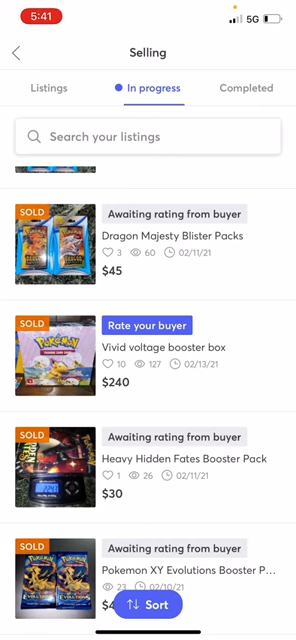 5:41
5G
Selling
Listings
In progress
Completed
Search your listings
SOLD
Awaiting rating from buyer
Dragon Majesty Blister Packs
3 60 02/11/21
$45
SOLD
Rate your buyer
POKÉMON
Vivid voltage booster box
10 127 02/13/21
$240
SOLD
Awaiting rating from buyer
Heavy Hidden Fates Booster Pack
1 26 02/11/21
$30
SOLD
Awaiting rating from buyer
Pokemon XY Evolutions Booster P...
23 02/10/21
Sort